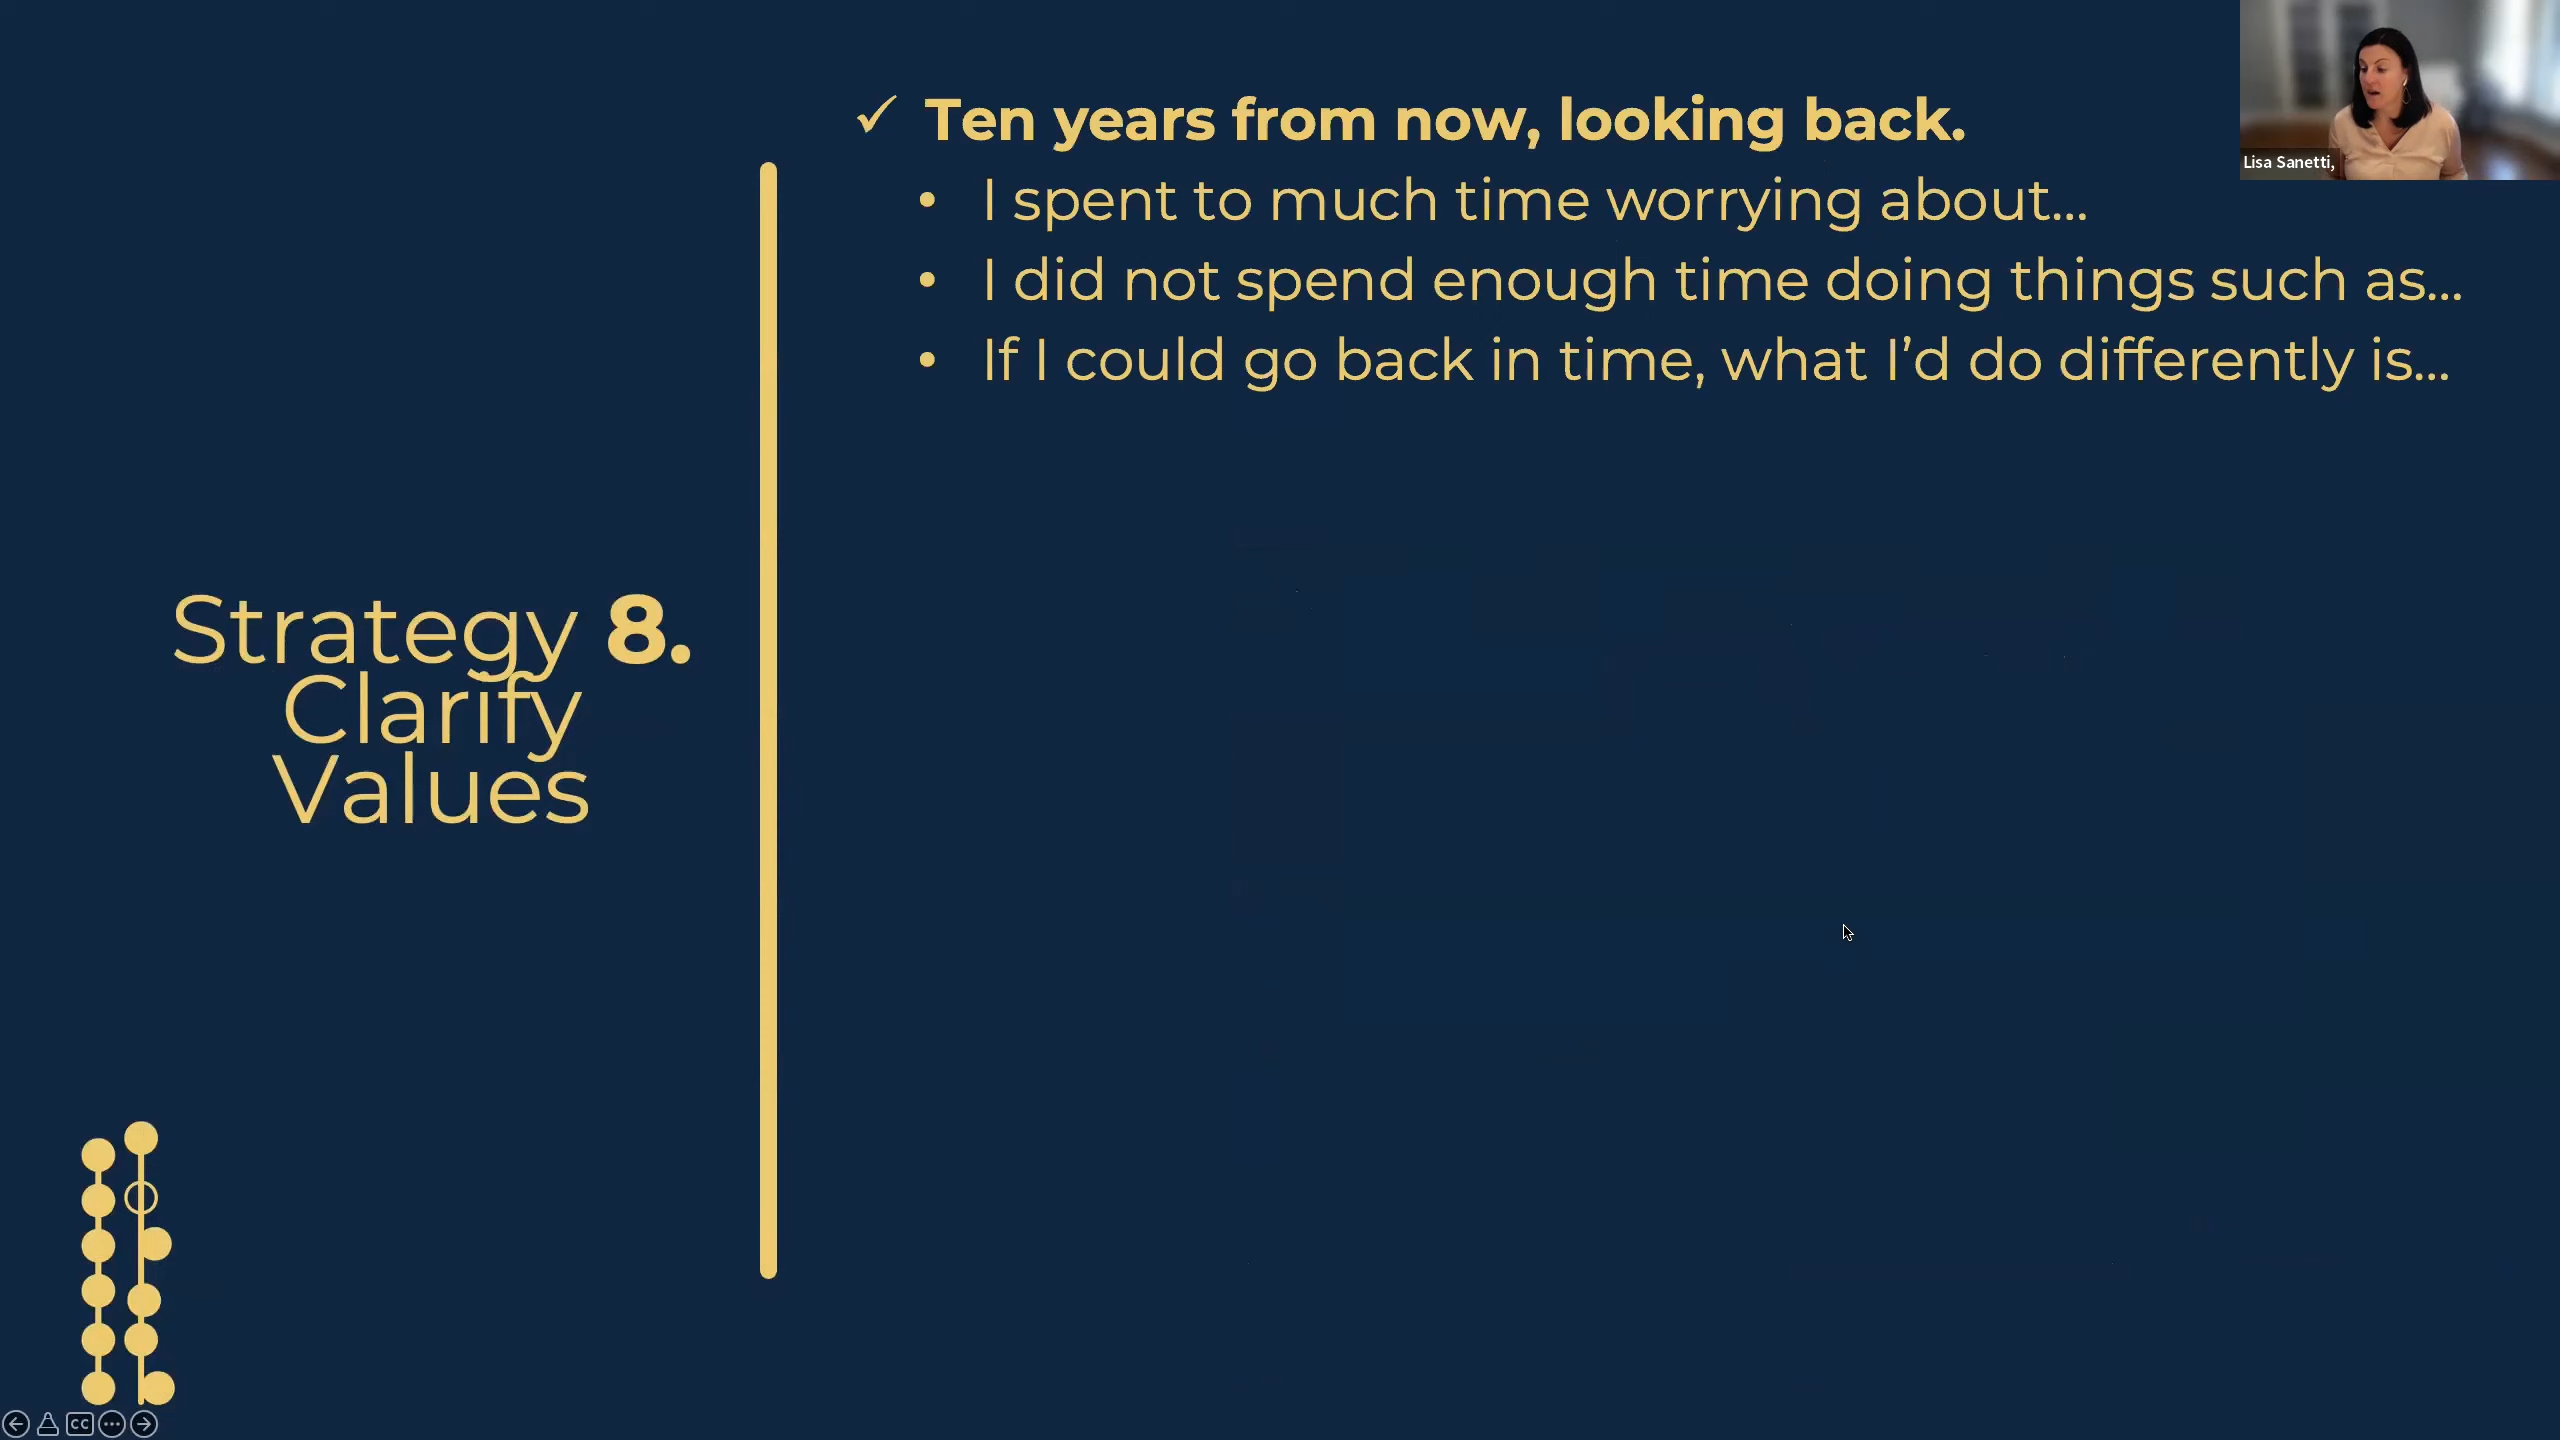 ✓ Ten years from now, looking back.
• I spent to much time worrying about...
• I did not spend enough time doing things such as...
• If I could go back in time, what I’d do differently is...
Strategy 8.
Clarify
Values
Lisa Sanetti,
CC